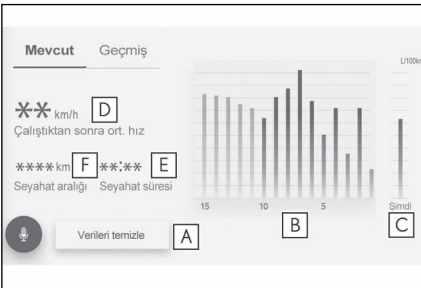 Mevcut Geçmiş
L/100km
** km/h D
Çalıştıktan sonra ort. hız
**** km F **:** E
Seyahat aralığı Seyahat süresi
15 10 5 Şimdi
B C
Verileri temizle A